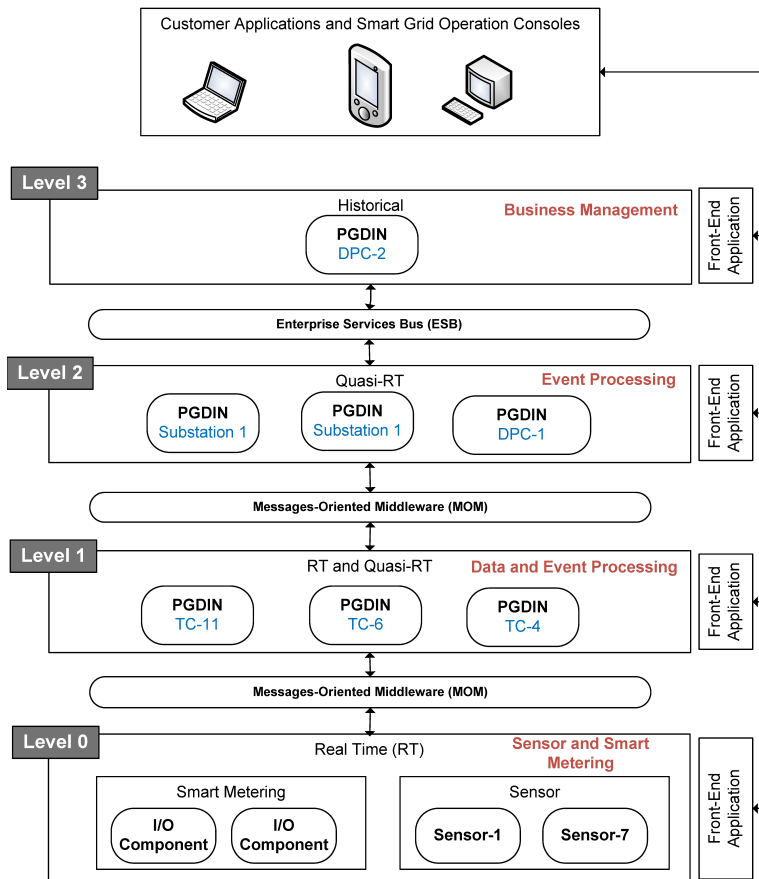 Customer Applications and Smart Grid Operation Consoles
Level 3
Historical
Business Management
PGDIN
DPC-2
Front-End
Application
Enterprise Services Bus (ESB)
Level 2
Quasi-RT
Event Processing
PGDIN
Substation 1
PGDIN
Substation 1
PGDIN
DPC-1
Front-End
Application
Messages-Oriented Middleware (MOM)
Level 1
RT and Quasi-RT
Data and Event Processing
PGDIN
TC-11
PGDIN
TC-6
PGDIN
TC-4
Front-End
Application
Messages-Oriented Middleware (MOM)
Level 0
Real Time (RT)
Sensor and Smart
Metering
Smart Metering
I/O
Component
I/O
Component
Sensor
Sensor-1
Sensor-7
Front-End
Application